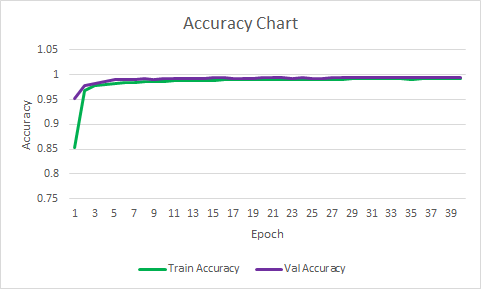 Accuracy Chart
1.05
1
0.95
0.9
0.85
0.8
0.75
Accuracy
1 3 5 7 9 11 13 15 17 19 21 23 25 27 29 31 33 35 37 39
Epoch
Train Accuracy Val Accuracy